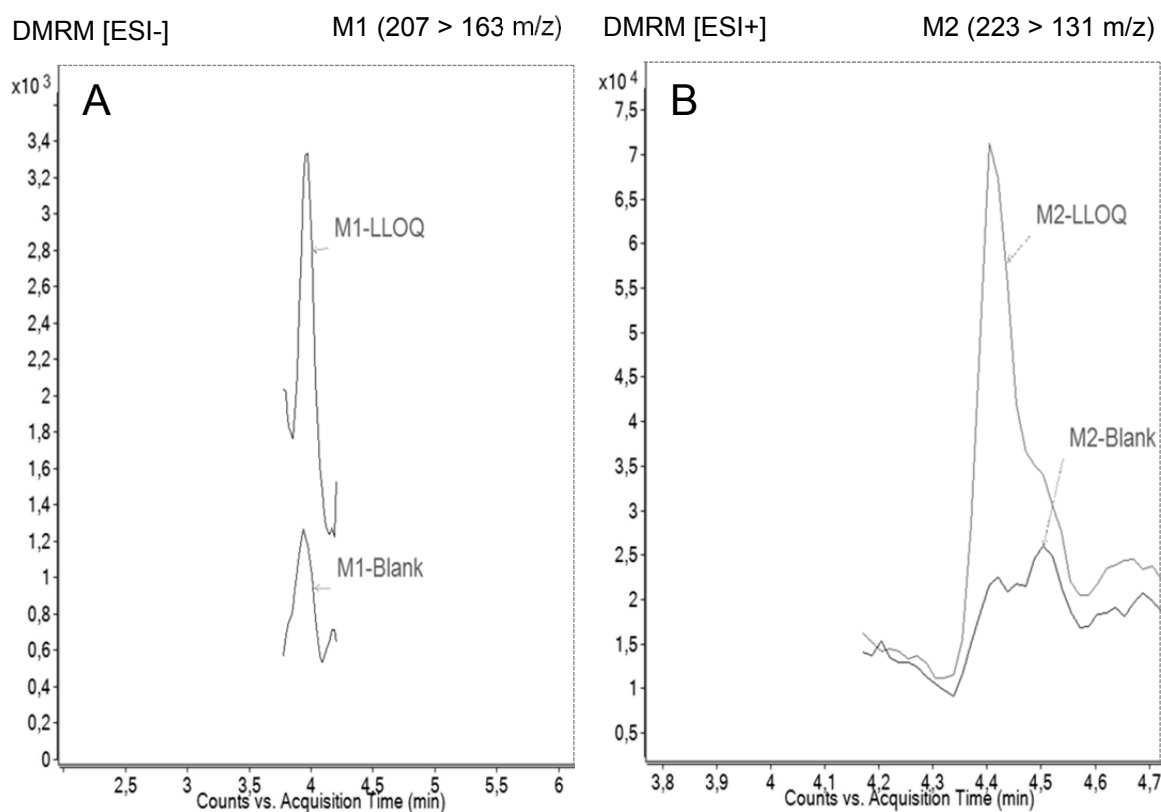 DMRM [ESI-] M1 (207 > 163 m/z)
DMRM [ESI+] M2 (223 > 131 m/z)
A
x10 3
3,4
3,2
3
2,8
2,6
2,4
2,2
2
1,8
1,6
1,4
1,2
1
0,8
0,6
0,4
0,2
0
M1-LLOQ
M1-Blank
2,5 3 3,5 4 4,5 5 5,5 6
Counts vs. Acquisition Time (min)
B
x10 4
7,5
7
6,5
6
5,5
5
4,5
4
3,5
3
2,5
2
1,5
1
0,5
M2-LLOQ
M2-Blank
3,8 3,9 4 4,1 4,2 4,3 4,4 4,5 4,6 4,7
Counts vs. Acquisition Time (min)